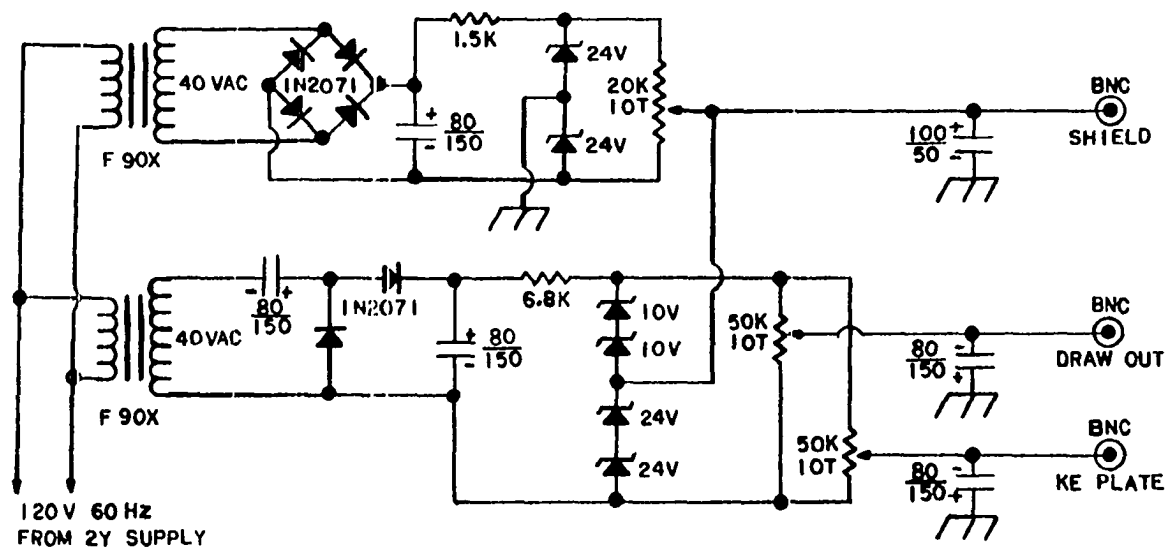 40 VAC
1N2071
F 90X
+
80
150
-
1.5K
24V
24V
20K
10T
100
50
+
-
BNC
SHIELD
40 VAC
F 90X
- +
80
150
1N2071
+
80
150
-
6.8K
10V
10V
24V
24V
50K
10T
50K
10T
-
80
150
+
BNC
DRAW OUT
-
80
150
+
BNC
KE PLATE
120V 60 Hz
FROM 2Y SUPPLY